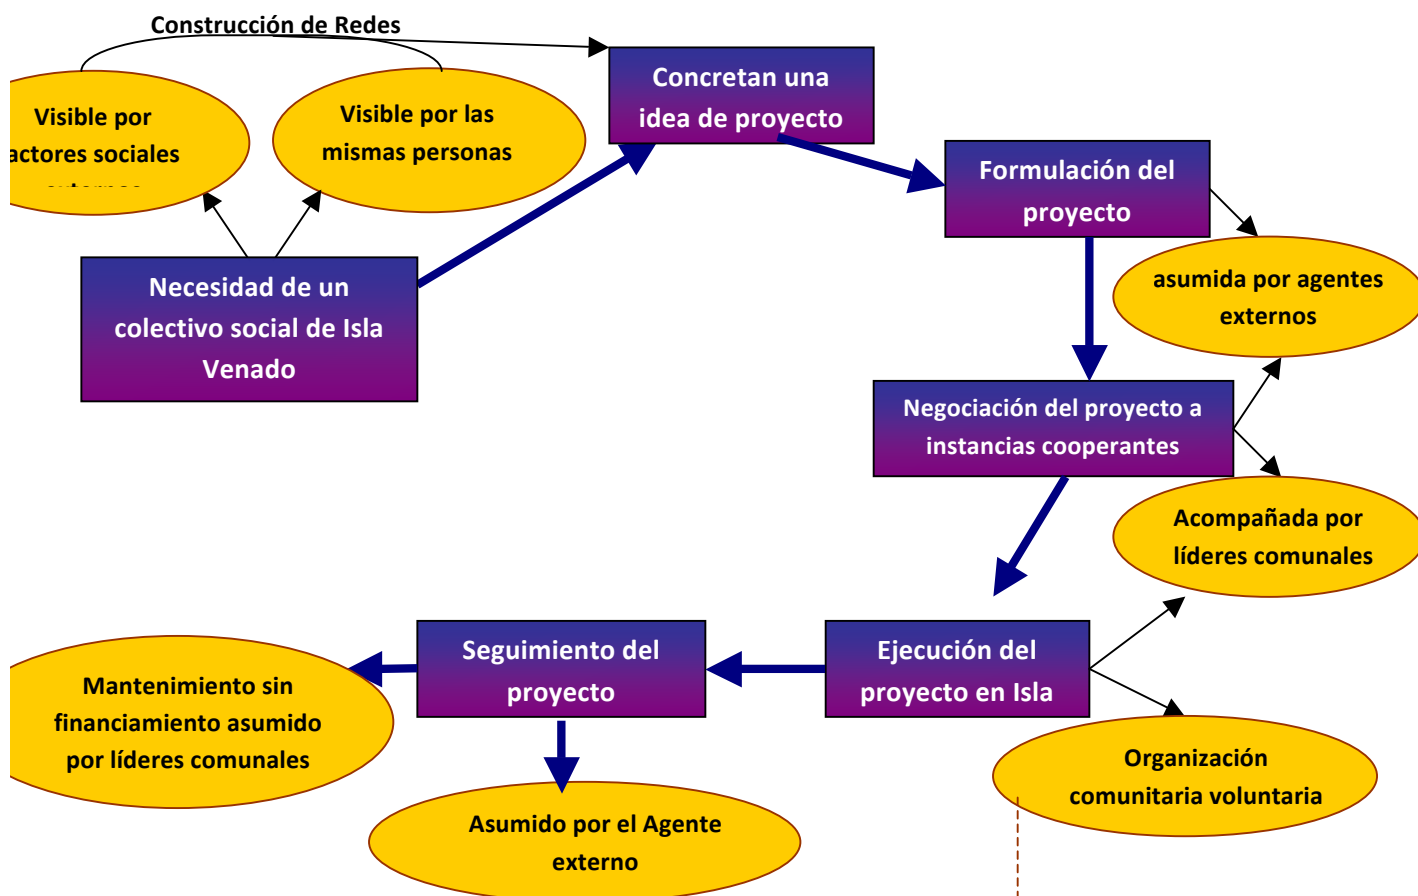 Construcción de Redes
Visible por
actores sociales
Visible por las
mismas personas
Concretan una
idea de proyecto
Formulación del
proyecto
asumida por agentes
externos
Necesidad de un
colectivo social de Isla
Venado
Negociación del proyecto a
instancias cooperantes
Acompañada por
líderes comunales
Ejecución del
proyecto en Isla
Seguimiento del
proyecto
Mantenimiento sin
financiamiento asumido
por líderes comunales
Organización
comunitaria voluntaria
Asumido por el Agente
externo